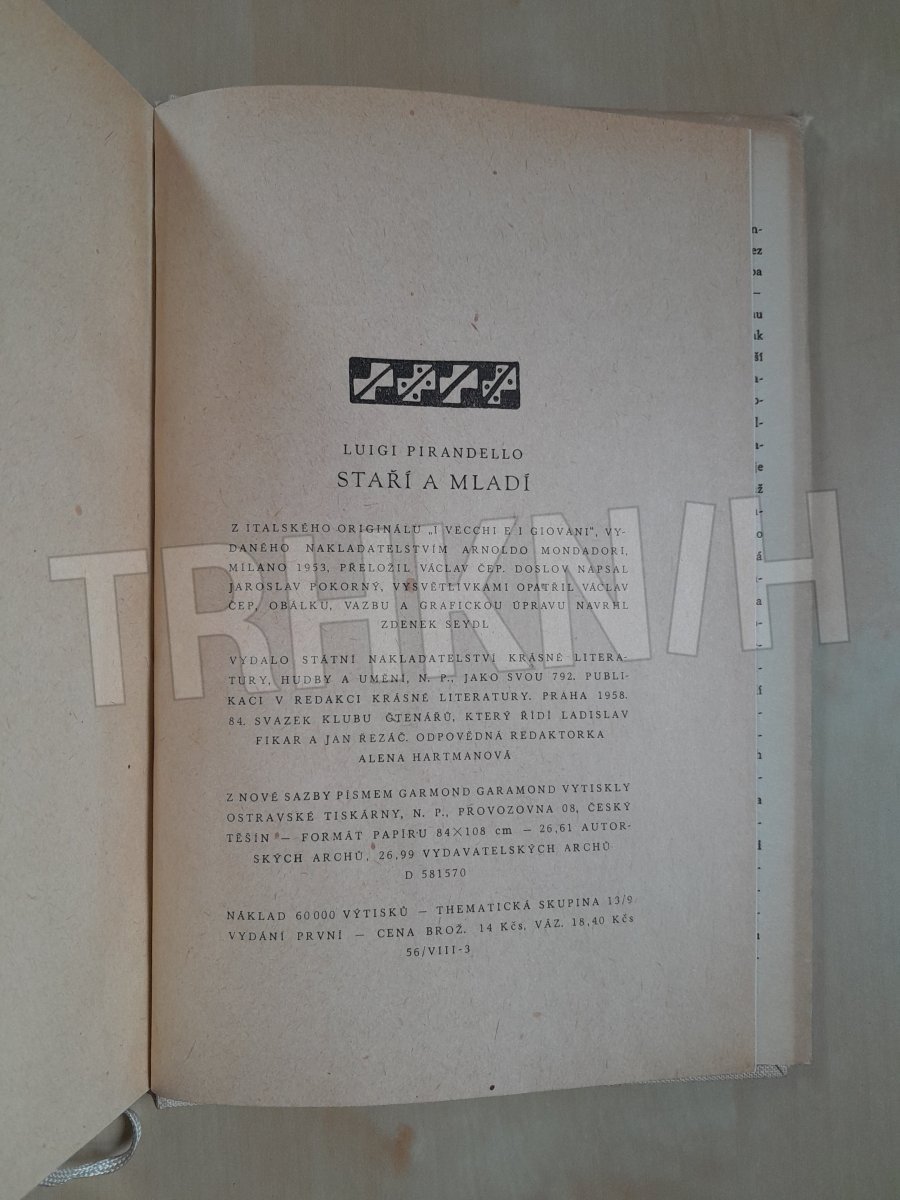 LUIGI PIRANDELLO
STAŘÍ A MLADÍ
Z ITALSKÉHO ORIGINÁLU „I VECCHI E I GIOVANI“, VY-
DANÉHO NAKLADATELSTVÍM ARNOLDO MONDADORI,
MILANO 1953, PŘELOŽIL VÁCLAV ČEP. DOSLOV NAPSAL
JAROSLAV POKORNÝ, VYSVĚTLIVKAMI OPATŘIL VÁCLAV
ČEP, OBÁLKU, VAZBU A GRAFICKOU ÚPRAVU NAVRHL
ZDENEK SEYDL
VYDALO STÁTNÍ NAKLADATELSTVÍ KRÁSNÉ LITERA-
TURY, HUDBY A UMĚNÍ, N. P., JAKO SVOU 792. PUBLI-
KACI V REDAKCI KRÁSNÉ LITERATURY. PRAHA 1958.
84. SVAZEK KLUBU ČTENÁŘŮ, KTERÝ ŘÍDÍ LADISLAV
FIKAR A JAN ŘEZÁČ. ODPOVĚDNÁ REDAKTORKA
ALENA HARTMANOVÁ
Z NOVÉ SAZBY PÍSMEM GARMOND GARAMOND VYTISKLY
OSTRAVSKÉ TISKÁRNY, N. P., PROVOZOVNA 08, ČESKÝ
TĚŠÍN — FORMÁT PAPÍRU 84×108 cm — 26,61 AUTOR-
SKÝCH ARCHŮ, 26,99 VYDAVATELSKÝCH ARCHŮ
D 581570
NÁKLAD 60 000 VÝTISKŮ — THEMATICKÁ SKUPINA 13/9
VYDÁNÍ PRVNÍ — CENA BROŽ. 14 Kčs, VÁZ. 18,40 Kčs
56/VIII-3
TRHKN/H